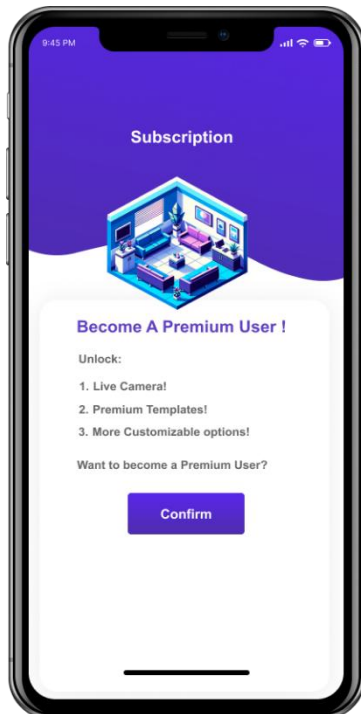 9:45 PM
Subscription
Become A Premium User !
Unlock:
1. Live Camera!
2. Premium Templates!
3. More Customizable options!
Want to become a Premium User?
Confirm